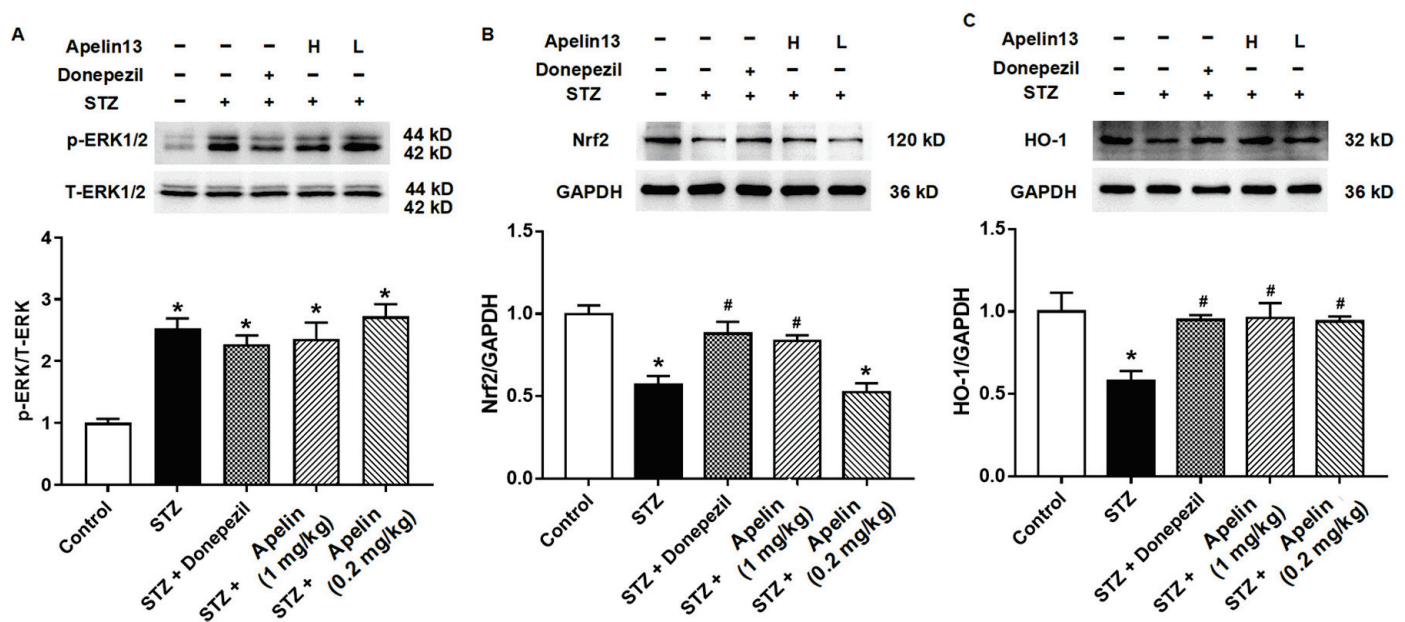 A
Apelin13 – – – H L
Donepezil – – + – –
STZ – + + + +
p-ERK1/2 44 kD
42 kD
T-ERK1/2 44 kD
42 kD
p-ERK/T-ERK
4
3
2
1
0
* * * *
Control
STZ
STZ + Donepezil
STZ + Apelin
(1 mg/kg)
STZ + Apelin
(0.2 mg/kg)
B
Apelin13 – – – H L
Donepezil – – + – –
STZ – + + + +
Nrf2 120 kD
GAPDH 36 kD
Nrf2/GAPDH
1.5
1.0
0.5
0.0
* # # *
Control
STZ
STZ + Donepezil
STZ + Apelin
(1 mg/kg)
STZ + Apelin
(0.2 mg/kg)
C
Apelin13 – – – H L
Donepezil – – + – –
STZ – + + + +
HO-1 32 kD
GAPDH 36 kD
HO-1/GAPDH
1.5
1.0
0.5
0.0
* # # #
Control
STZ
STZ + Donepezil
STZ + Apelin
(1 mg/kg)
STZ + Apelin
(0.2 mg/kg)